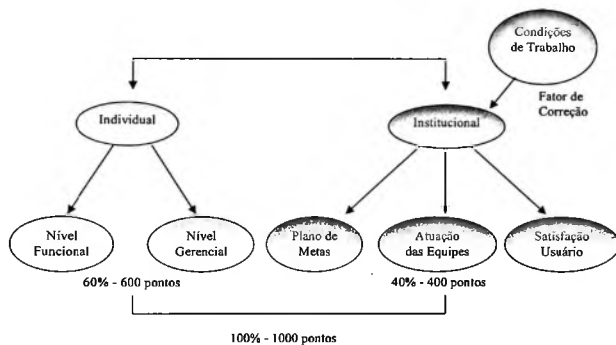 Condições
de Trabalho
Fator de
Correção
Individual
Institucional
Nível
Funcional
Nível
Gerencial
Plano de
Metas
Atuação
das Equipes
Satisfação
Usuário
60% - 600 pontos
40% - 400 pontos
100% - 1000 pontos